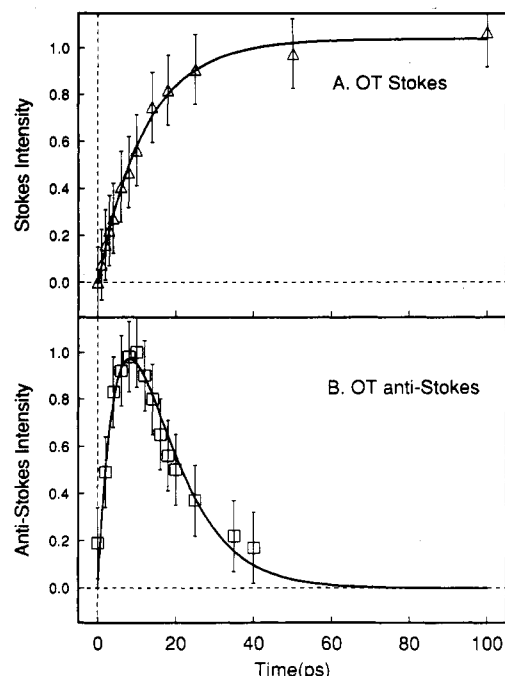 1.0
0.8
0.6
0.4
0.2
0.0
Stokes Intensity
A. OT Stokes
1.0
0.8
0.6
0.4
0.2
0.0
Anti-Stokes Intensity
B. OT anti-Stokes
0 20 40 60 80 100
Time(ps)